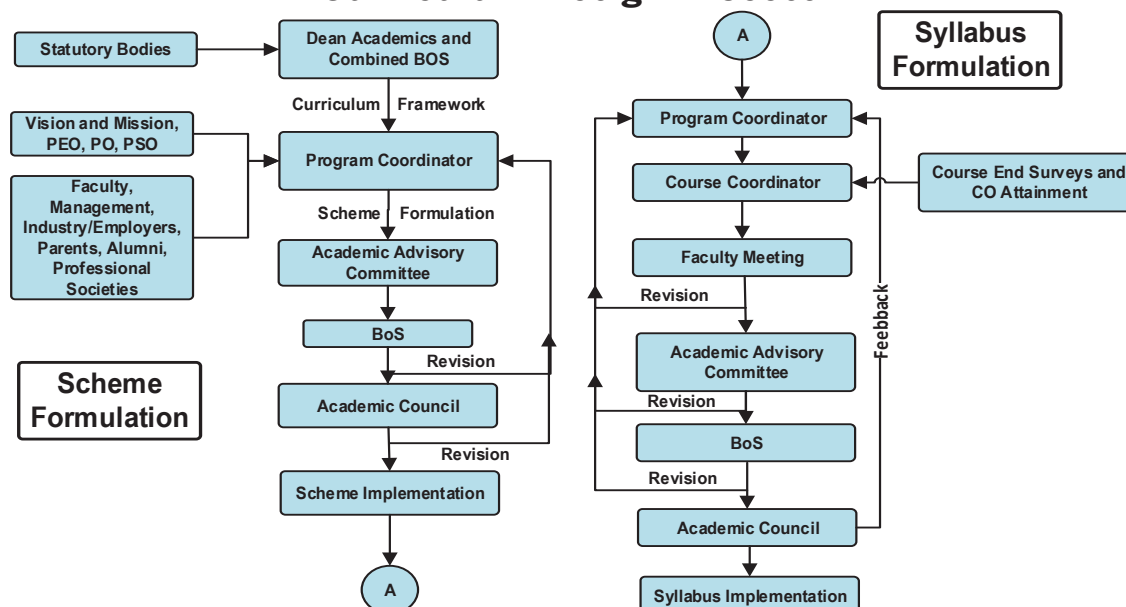 Statutory Bodies
Dean Academics and
Combined BOS
Curriculum Framework
Vision and Mission,
PEO, PO, PSO
Program Coordinator
Faculty,
Management,
Industry/Employers,
Parents, Alumni,
Professional
Societies
Scheme Formulation
Academic Advisory
Committee
BoS
Revision
Scheme
Formulation
Academic Council
Revision
Scheme Implementation
A
A
Syllabus
Formulation
Program Coordinator
Course Coordinator
Course End Surveys and
CO Attainment
Faculty Meeting
Revision
Feebback
Academic Advisory
Committee
Revision
BoS
Revision
Academic Council
Syllabus Implementation